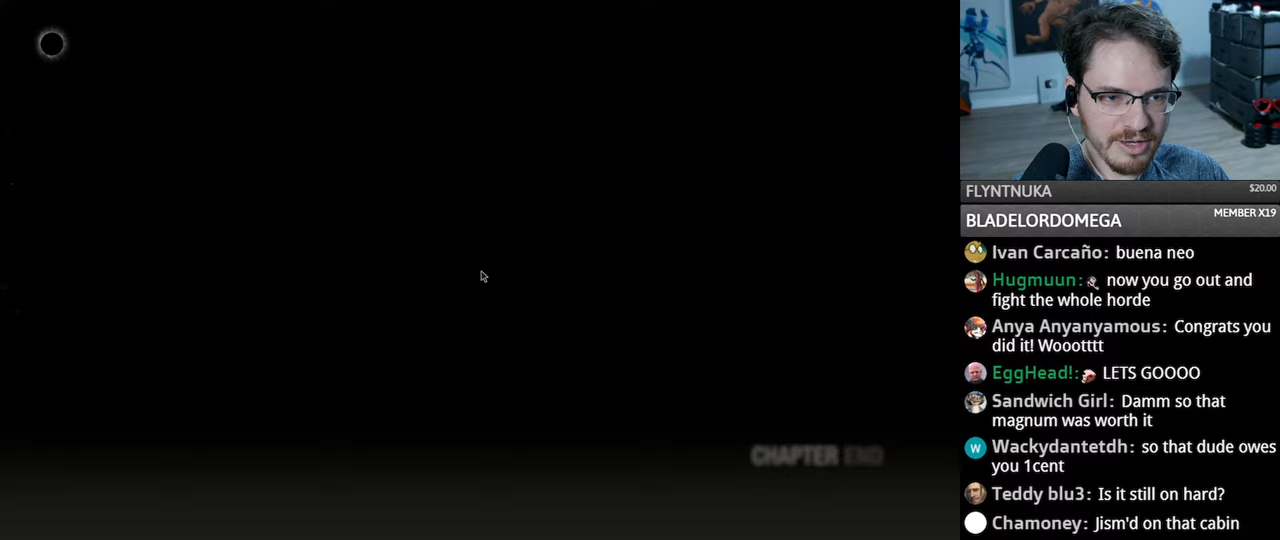 CHAPTER END
FLYNTNUKA
$20.00
BLADELORDOMEGA
MEMBER X19
Ivan Carcaño: buena neo
Hugmuun: now you go out and
fight the whole horde
Anya Anyanyamous: Congrats you
did it! Woootttt
EggHead!: LETS GOOOO
Sandwich Girl: Damm so that
magnum was worth it
W
Wackydantetdh: so that dude owes
you 1cent
Teddy blu3: Is it still on hard?
Chamoney: Jism'd on that cabin